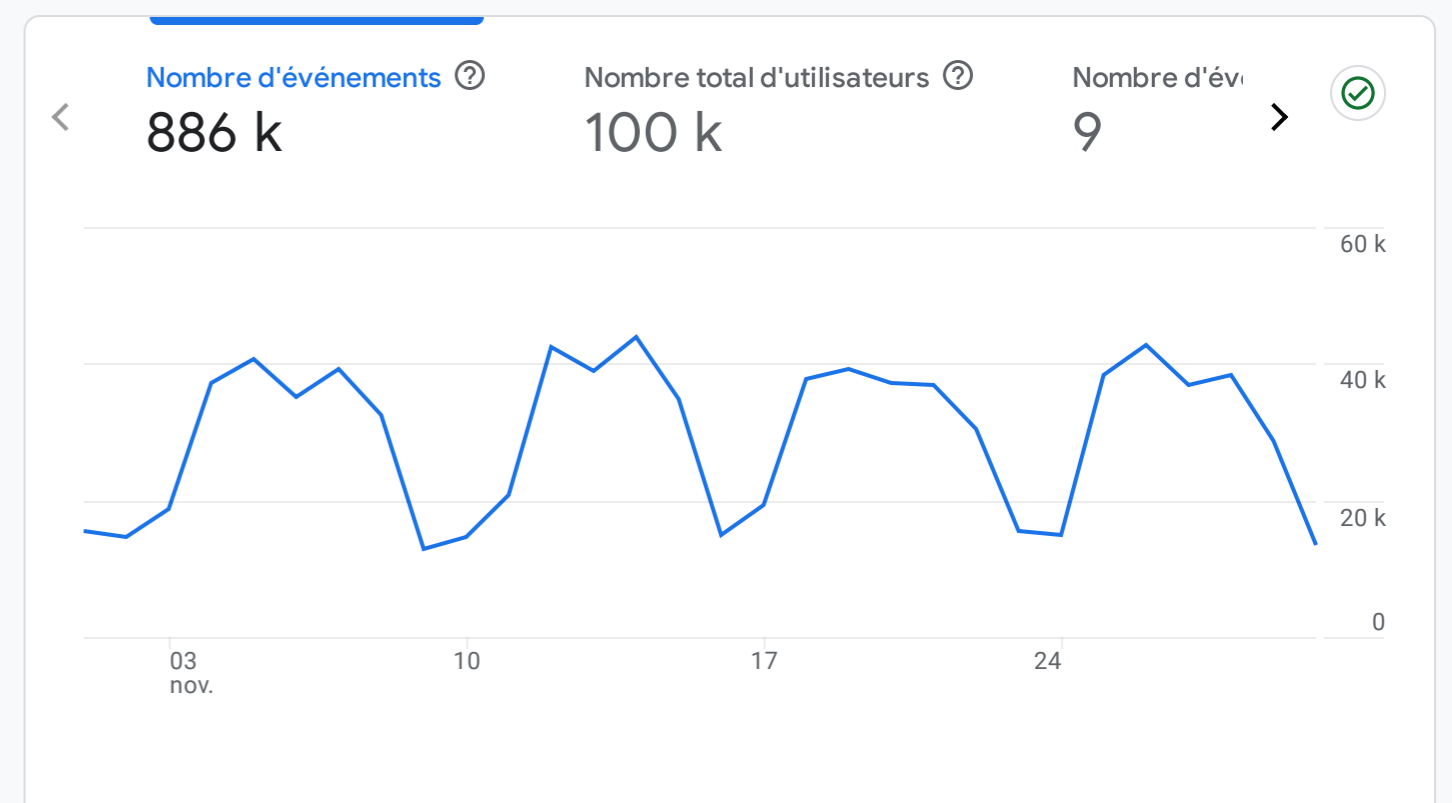 Nombre d'événements
886 k
Nombre total d'utilisateurs
100 k
Nombre d'év
9
60 k
40 k
20 k
0
03
nov.
10
17
24